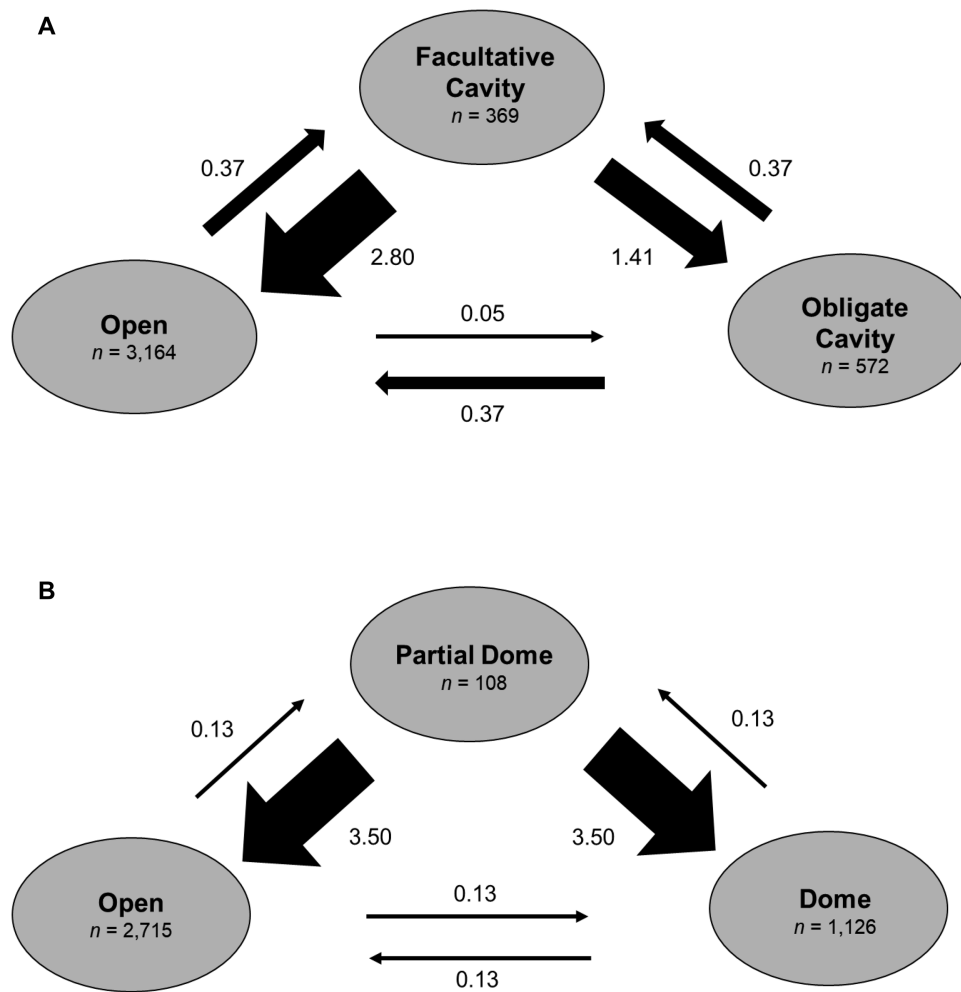 A
Facultative
Cavity
n = 369
0.37
0.37
2.80
1.41
Open
n = 3,164
0.05
Obligate
Cavity
n = 572
0.37
B
Partial Dome
n = 108
0.13
0.13
3.50
3.50
Open
n = 2,715
0.13
Dome
n = 1,126
0.13